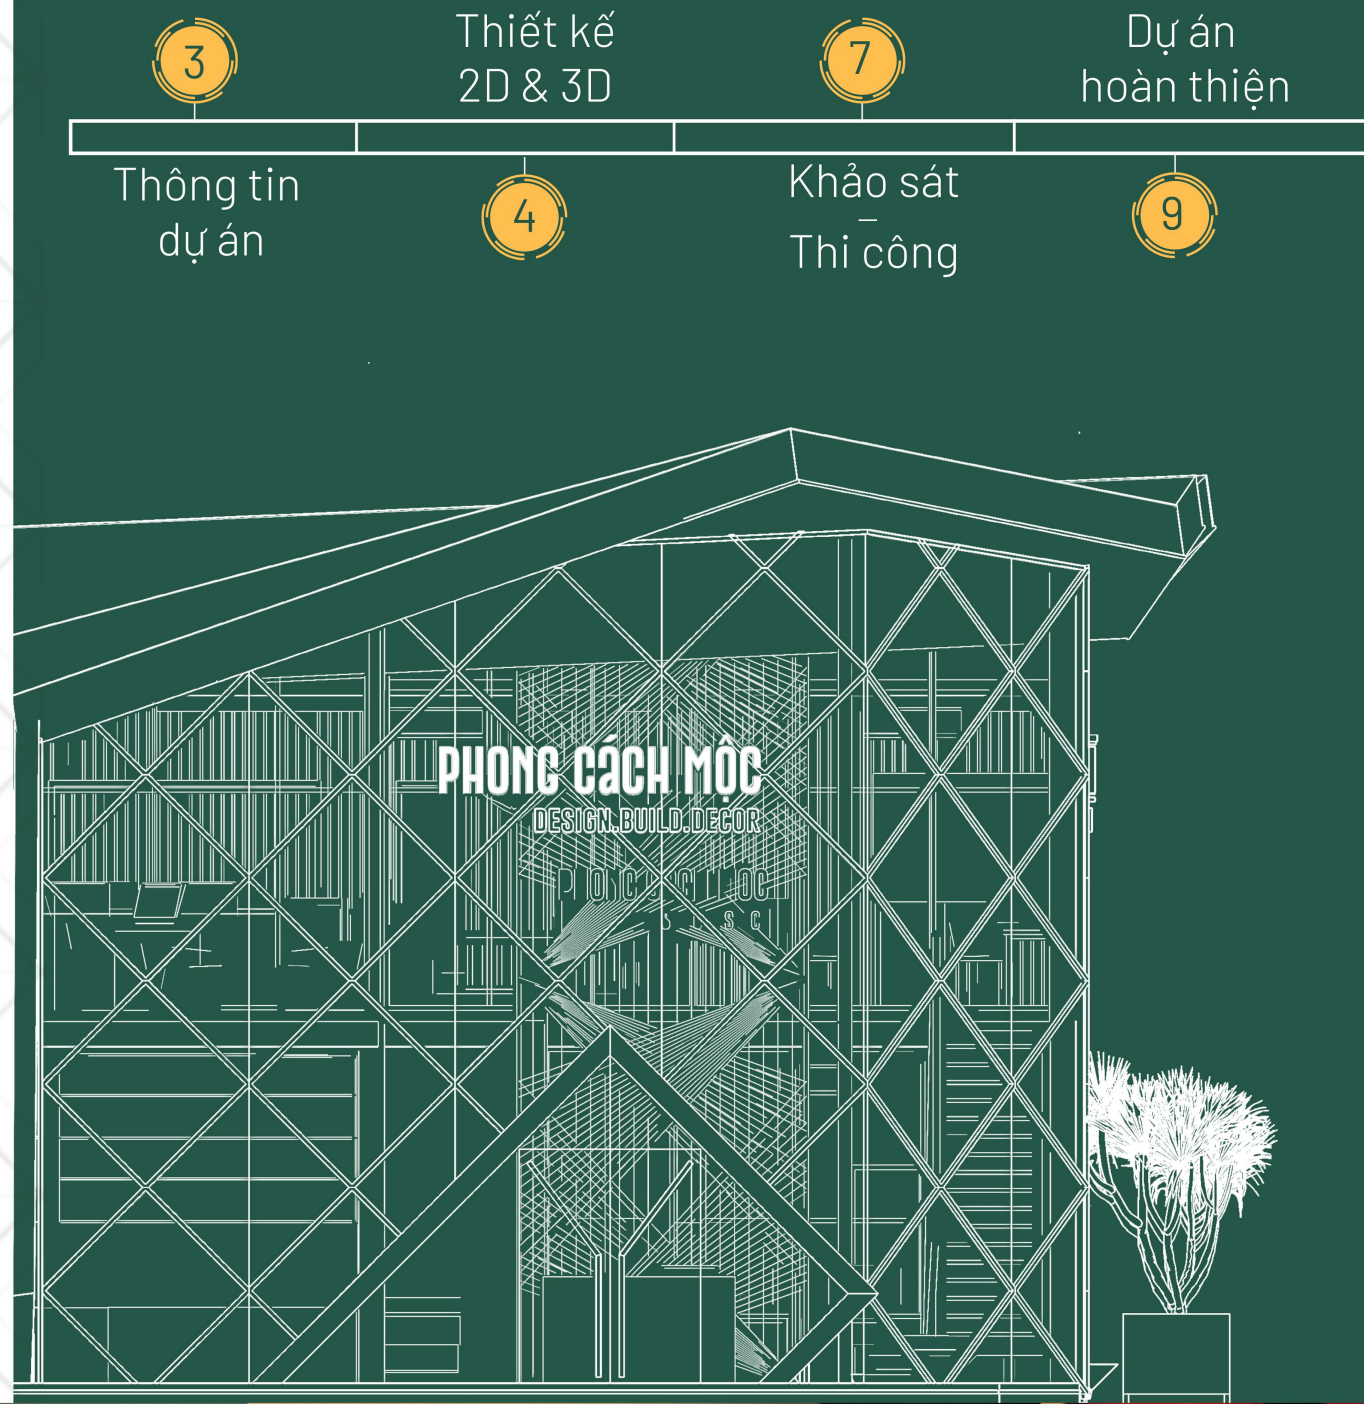 3
Thông tin
dự án
Thiết kế
2D & 3D
4
7
Khảo sát
–
Thi công
Dự án
hoàn thiện
9
PHONG CÁCH MỘC
DESIGN.BUILD.DECOR